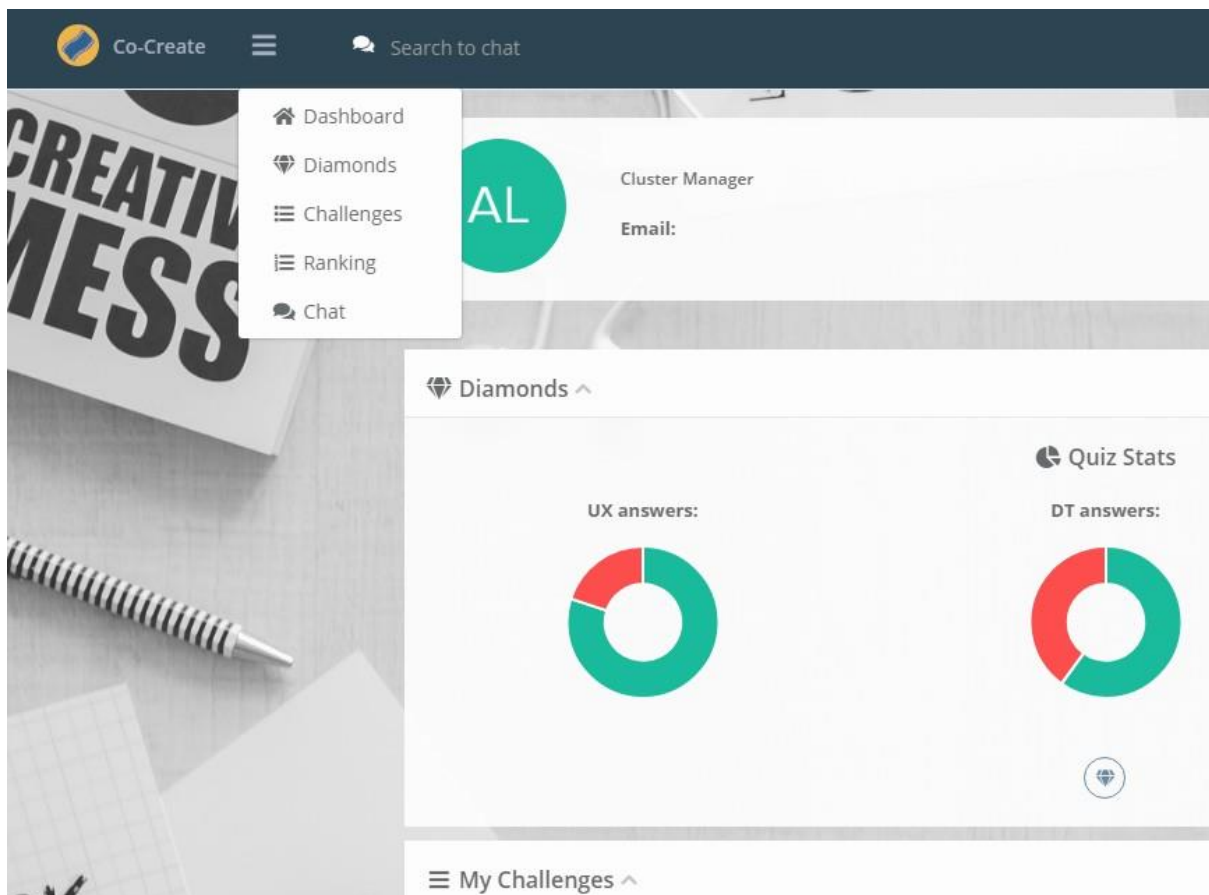 Co-Create
Search to chat
Dashboard
Diamonds
Challenges
Ranking
Chat
CREATIV
MESS
AL
Cluster Manager
Email:
Diamonds
Quiz Stats
UX answers:
DT answers:
My Challenges